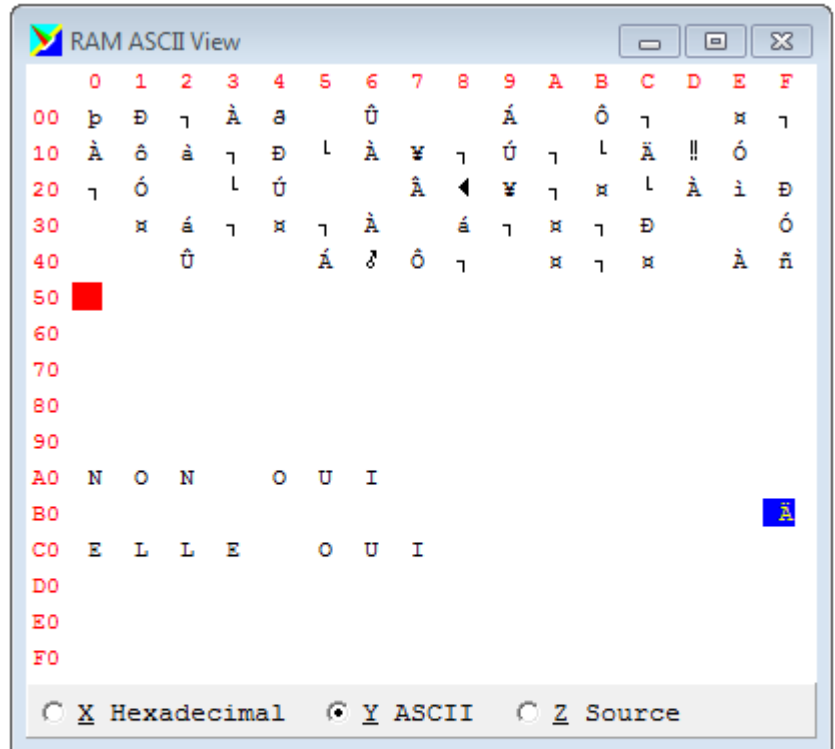 RAM ASCII View
0 1 2 3 4 5 6 7 8 9 A B C D E F
00 þ Ð ┐ À ª Û Á Ô ┐ ¤ ┐
10 À ô à ┐ Ð └ À ¥ ┐ Ú ┐ └ Ä ‼ Ó
20 ┐ Ó └ Ú Â ◄ ¥ ┐ ¤ └ À ì Ð
30 ¤ á ┐ ¤ ┐ À á ┐ ¤ ┐ Ð Ó
40 Û Á ♂ Ô ┐ ¤ ┐ ¤ À ñ
50
60
70
80
90
A0 N O N O U I
B0 Ä
C0 E L L E O U I
D0
E0
F0
X Hexadecimal Y ASCII Z Source